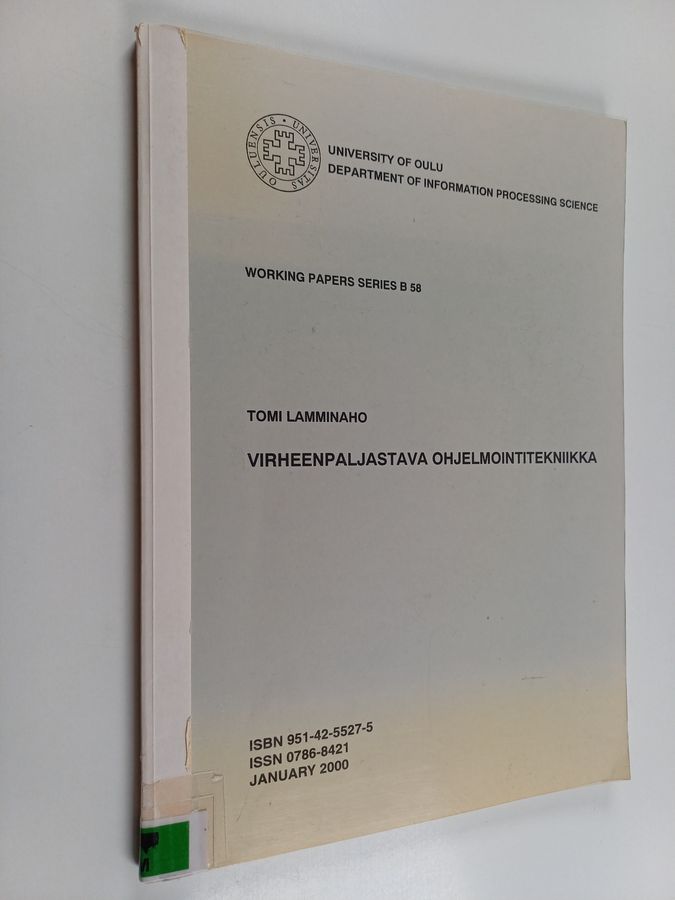 UNIVERSITAS • OULUENSIS •
UNIVERSITY OF OULU
DEPARTMENT OF INFORMATION PROCESSING SCIENCE
WORKING PAPERS SERIES B 58
TOMI LAMMINAHO
VIRHEENPALJASTAVA OHJELMOINTITEKNIIKKA
ISBN 951-42-5527-5
ISSN 0786-8421
JANUARY 2000